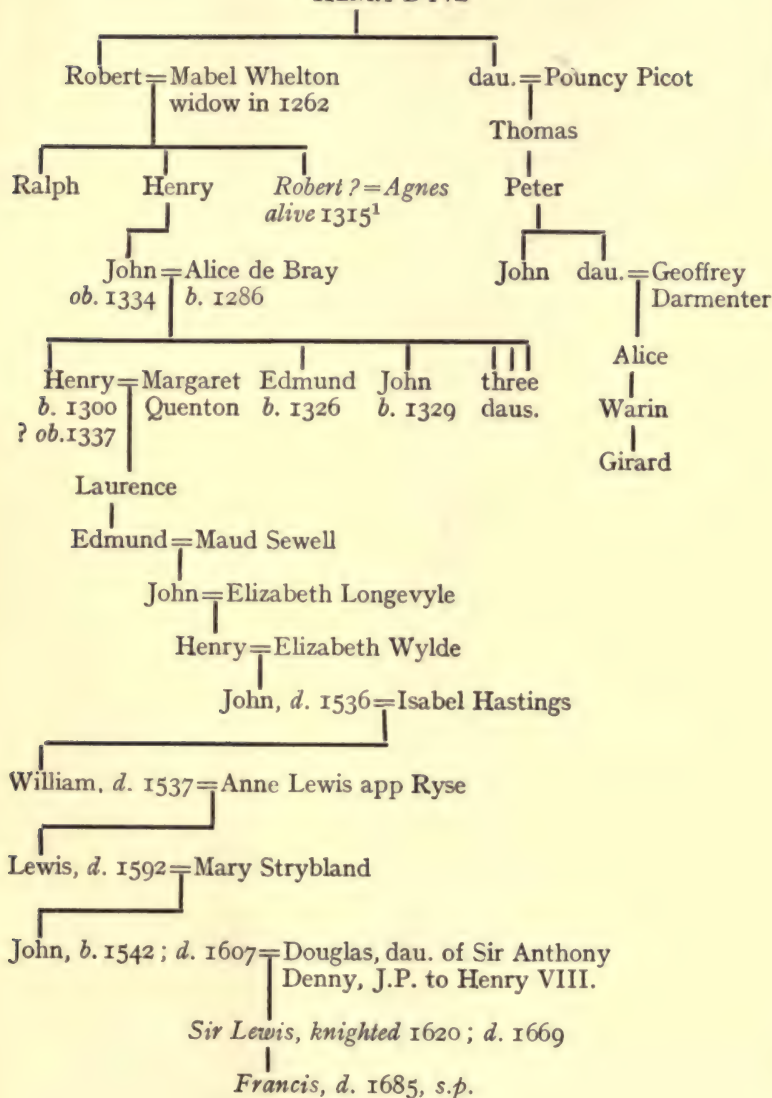 Robert = Mabel Whelton dau. = Pouncy Picot
widow in 1262
Thomas
Ralph Henry Robert ? = Agnes Peter
alive 1315¹
John = Alice de Bray John dau. = Geoffrey
ob. 1334 b. 1286 Darmenter
Alice
Henry = Margaret Edmund John three
b. 1300 Quenton b. 1326 b. 1329 daus. Warin
? ob. 1337
Girard
Laurence
Edmund = Maud Sewell
John = Elizabeth Longevyle
Henry = Elizabeth Wylde
John, d. 1536 = Isabel Hastings
William, d. 1537 = Anne Lewis app Ryse
Lewis, d. 1592 = Mary Strybland
John, b. 1542 ; d. 1607 = Douglas, dau. of Sir Anthony
Denny, J.P. to Henry VIII.
Sir Lewis, knighted 1620 ; d. 1669
Francis, d. 1685, s.p.